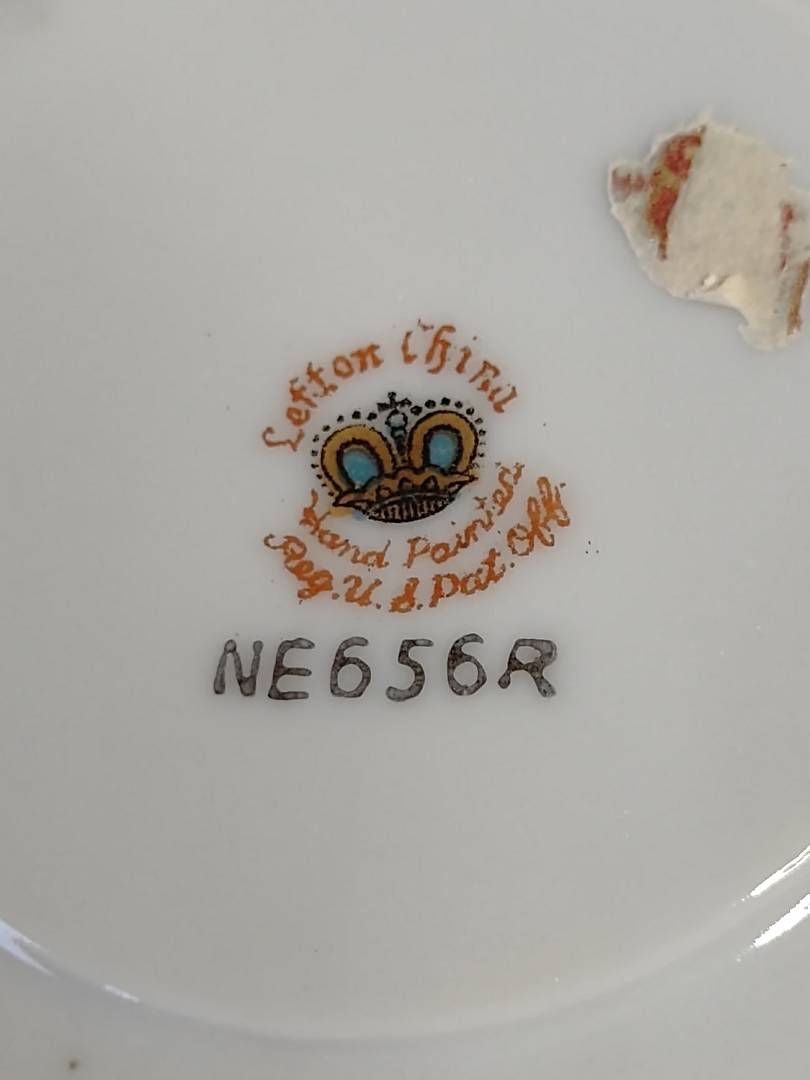 Lefton China
Hand Painted
Reg. U. S. Pat. Off.
NE656R